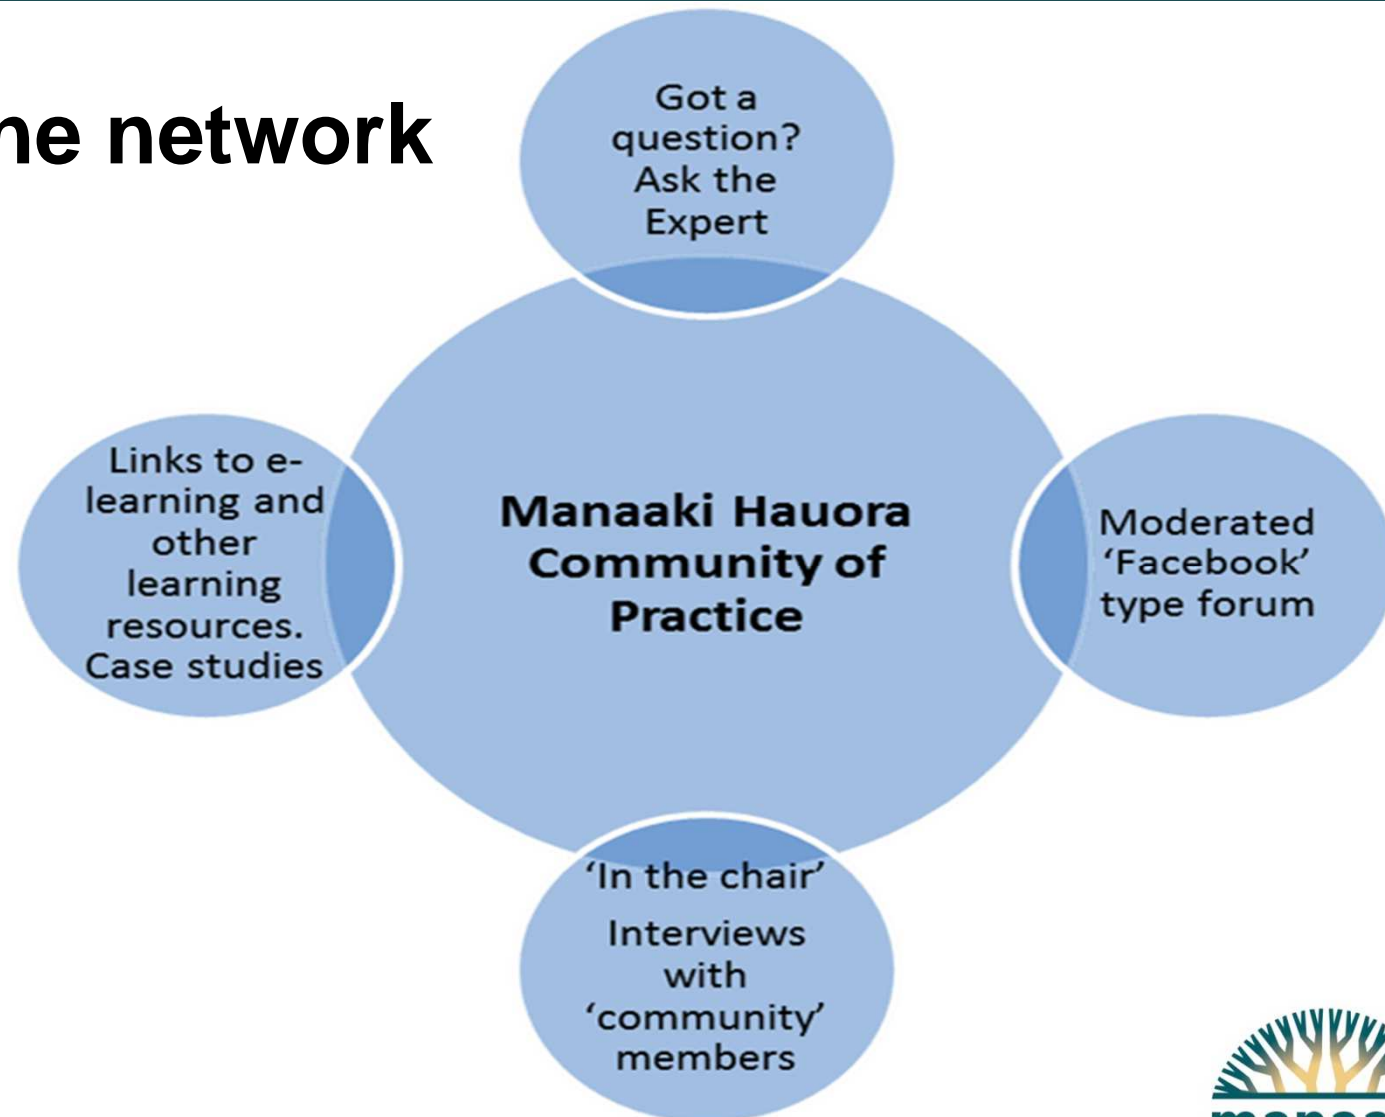 ne network
Got a
question?
Ask the
Expert
Links to e-
learning and
other
learning
resources.
Case studies
Manaaki Hauora
Community of
Practice
Moderated
‘Facebook’
type forum
‘In the chair’
Interviews
with
‘community’
members